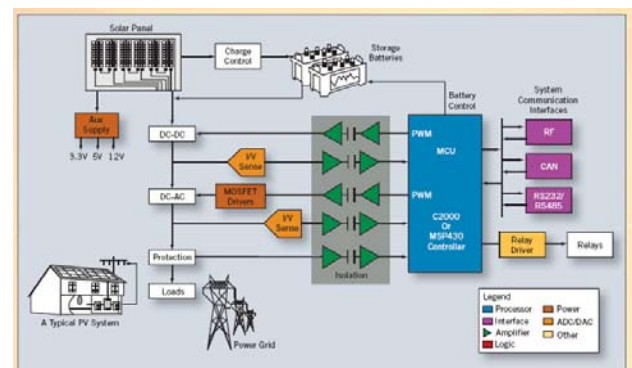 Solar Panel
Charge
Control
Storage
Batteries
Battery
Control
System
Communication
Interfaces
Aux
Supply
3.3V 5V 12V
DC-DC
PWM
MCU
RF
I/V
Sense
CAN
DC-AC
MOSFET
Drivers
PWM
RS232/
RS485
I/V
Sense
C2000
Or
MSP430
Controller
Relay
Driver
Relays
Protection
Isolation
Loads
A Typical PV System
Power Grid
Legend
Processor
Power
Interface
ADC/DAC
Amplifier
Other
Logic